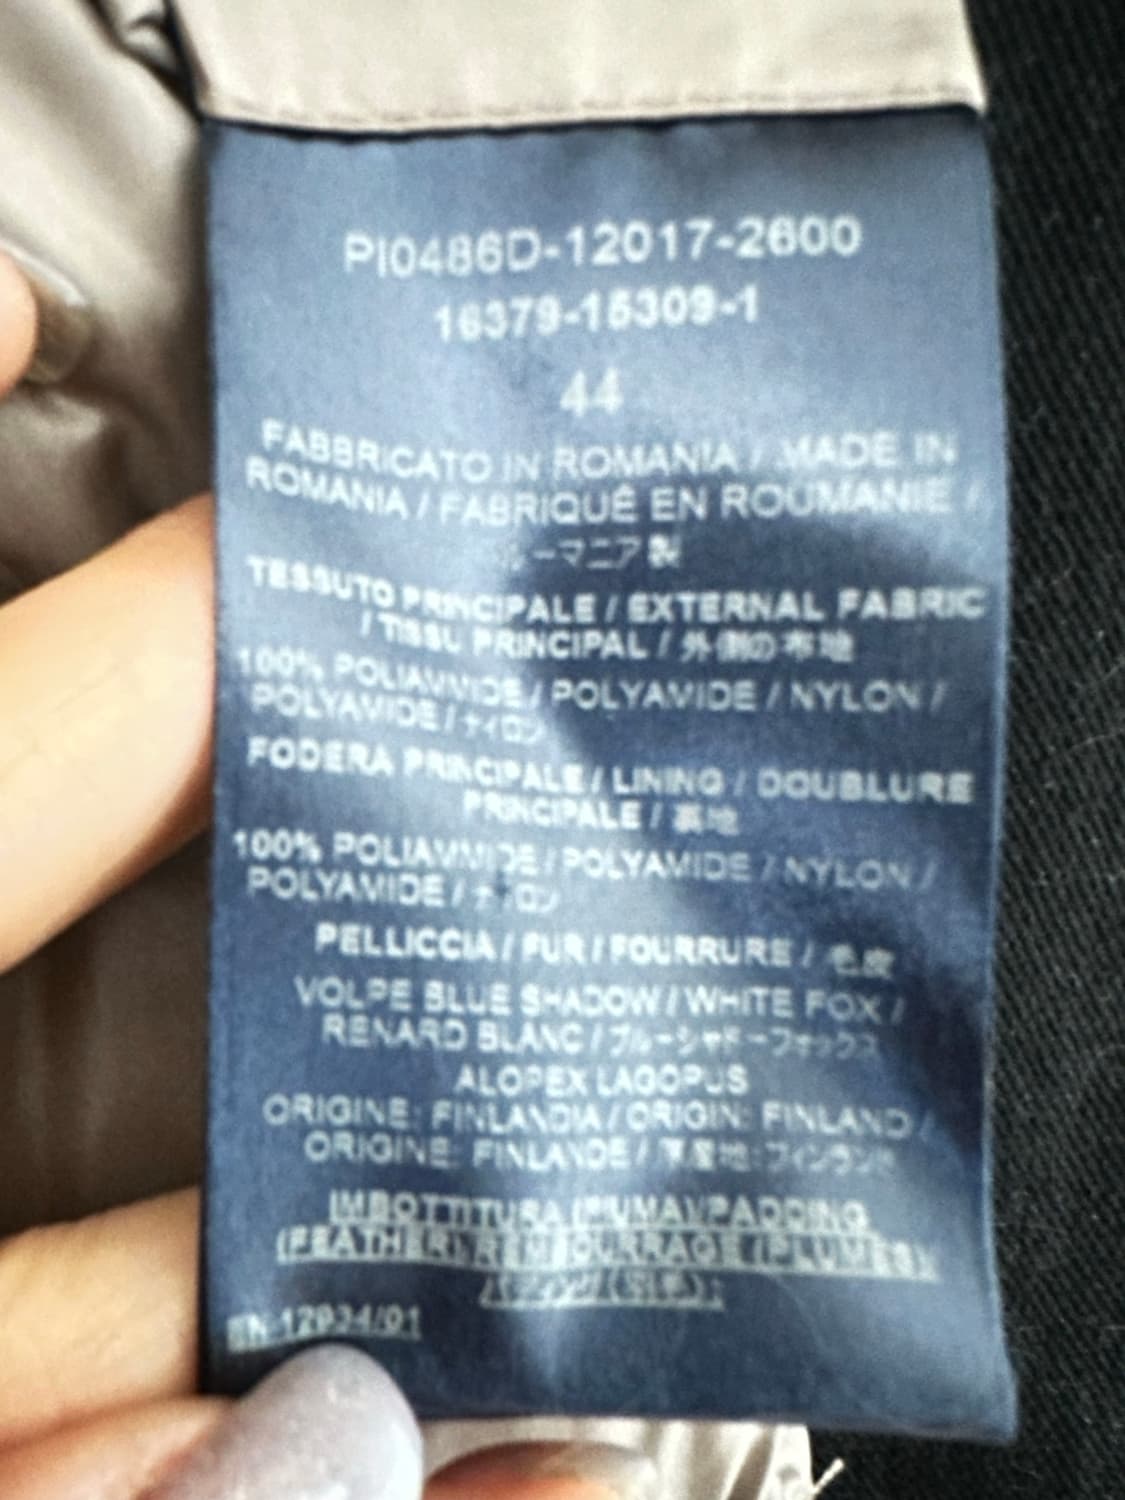 PI0486D-12017-2600
16379-15309-1
44
FABBRICATO IN ROMANIA / MADE IN
ROMANIA / FABRIQUÉ EN ROUMANIE /
ルーマニア製
TESSUTO PRINCIPALE / EXTERNAL FABRIC
/ TISSU PRINCIPAL / 外側の布地
100% POLIAMMIDE / POLYAMIDE / NYLON /
POLYAMIDE / ナイロン
FODERA PRINCIPALE / LINING / DOUBLURE
PRINCIPALE / 裏地
100% POLIAMMIDE / POLYAMIDE / NYLON /
POLYAMIDE / ナイロン
PELLICCIA / FUR / FOURRURE / 毛皮
VOLPE BLUE SHADOW / WHITE FOX /
RENARD BLANC / ブルーシャドーフォックス
ALOPEX LAGOPUS
ORIGINE: FINLANDIA / ORIGIN: FINLAND /
ORIGINE: FINLANDE / 原産地:フィンランド
IMBOTTITURA (PIUMA)/PADDING
(FEATHER)/REMBOURRAGE (PLUMES)/
EN 12934/01